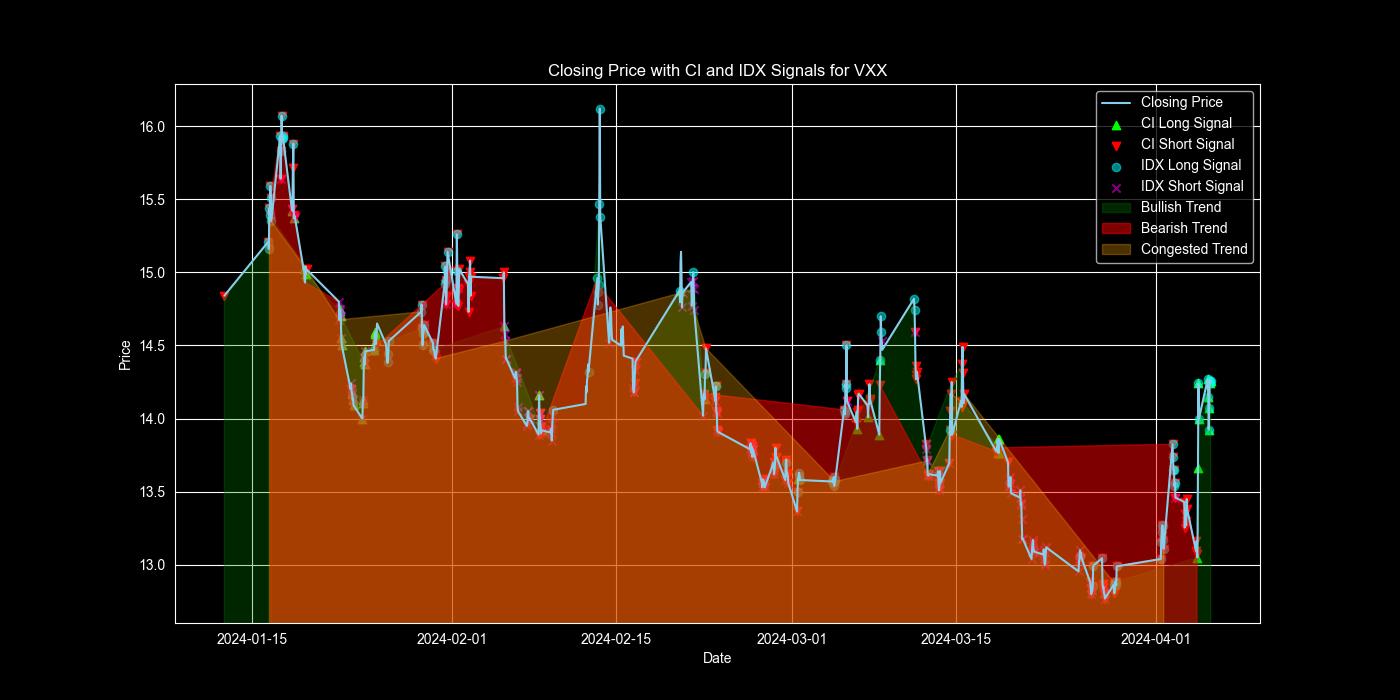 Closing Price with CI and IDX Signals for VXX
Closing Price
CI Long Signal
CI Short Signal
IDX Long Signal
IDX Short Signal
Bullish Trend
Bearish Trend
Congested Trend
Price
16.0
15.5
15.0
14.5
14.0
13.5
13.0
2024-01-15
2024-02-01
2024-02-15
2024-03-01
2024-03-15
2024-04-01
Date